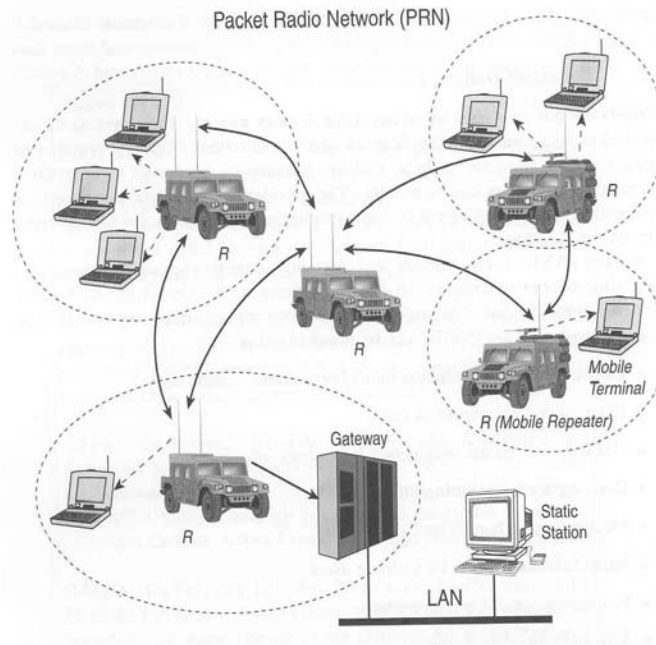 Packet Radio Network (PRN)
R
R
R
Mobile
Terminal
R (Mobile Repeater)
Gateway
Static
Station
R
LAN